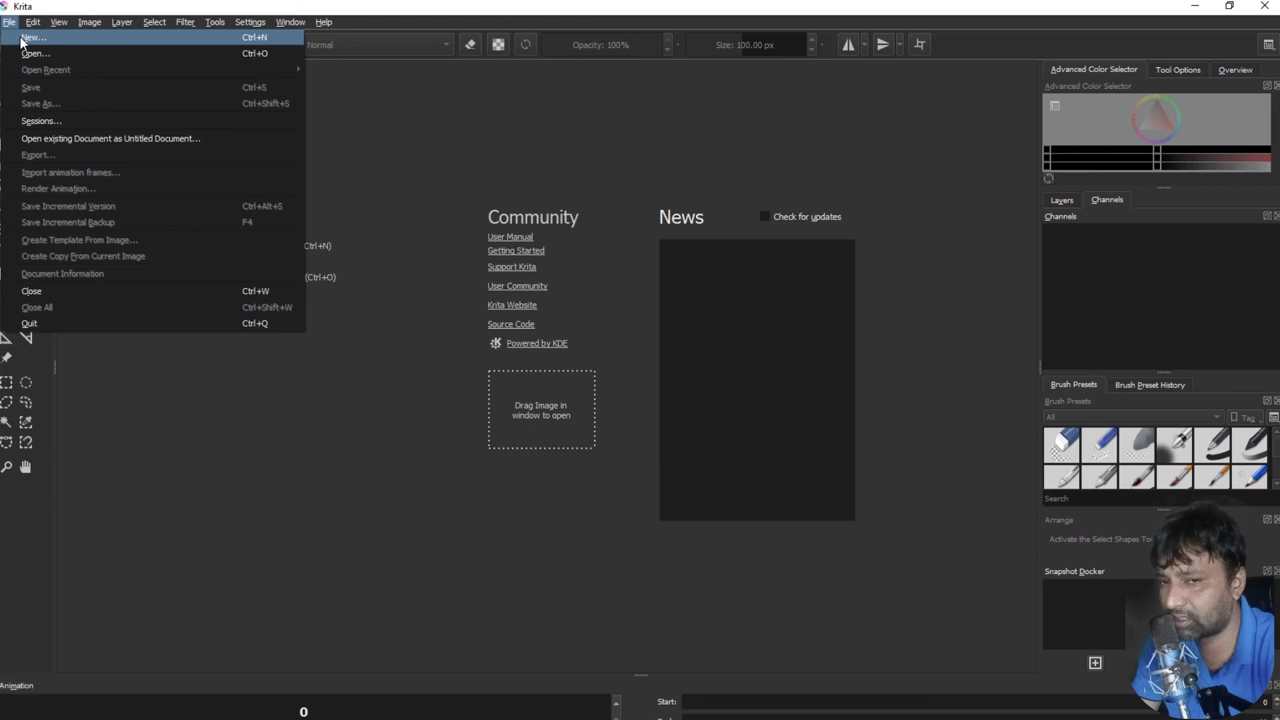 Krita
File Edit View Image Layer Select Filter Tools Settings Window Help
New... Ctrl+N
Open... Ctrl+O
Open Recent
Save Ctrl+S
Save As... Ctrl+Shift+S
Sessions...
Open existing Document as Untitled Document...
Export...
Import animation frames...
Render Animation...
Save Incremental Version Ctrl+Alt+S
Save Incremental Backup F4
Create Template From Image...
Create Copy From Current Image
Document Information
Close Ctrl+W
Close All Ctrl+Shift+W
Quit Ctrl+Q
Normal
Opacity: 100%
Size: 100.00 px
(Ctrl+N)
(Ctrl+O)
Community
User Manual
Getting Started
Support Krita
User Community
Krita Website
Source Code
Powered by KDE
Drag Image in
window to open
News
Check for updates
Advanced Color Selector Tool Options Overview
Advanced Color Selector
Layers Channels
Channels
Brush Presets Brush Preset History
Brush Presets
All
Tag
Search
Arrange
Activate the Select Shapes
Snapshot Docker
Animation
0
Start:
0